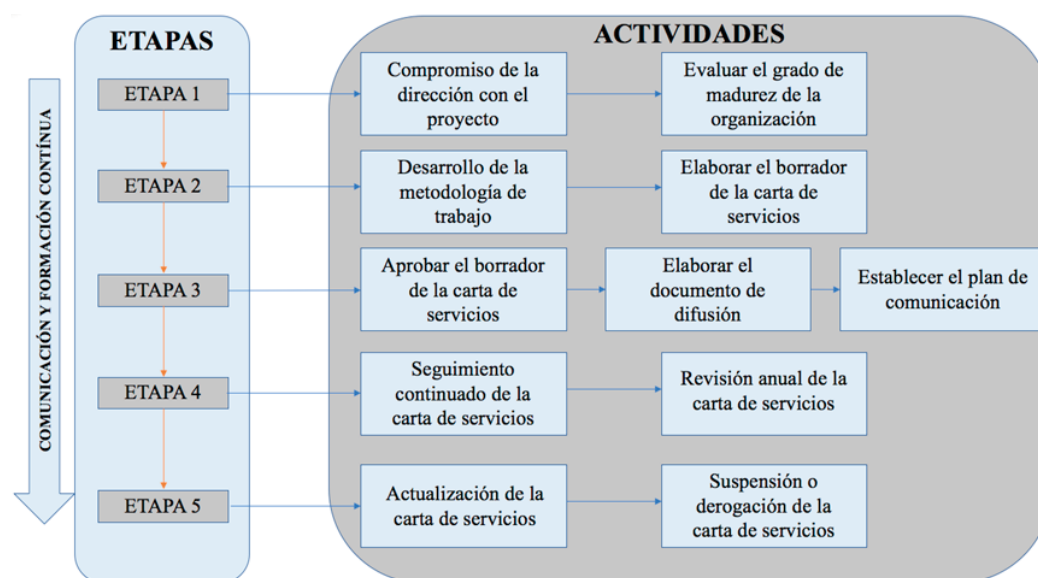 ETAPAS
ACTIVIDADES
COMUNICACIÓN Y FORMACIÓN CONTÍNUA
ETAPA 1
Compromiso de la
dirección con el
proyecto
Evaluar el grado de
madurez de la
organización
ETAPA 2
Desarrollo de la
metodología de
trabajo
Elaborar el borrador
de la carta de
servicios
ETAPA 3
Aprobar el borrador
de la carta de
servicios
Elaborar el
documento de
difusión
Establecer el plan de
comunicación
ETAPA 4
Seguimiento
continuado de la
carta de servicios
Revisión anual de la
carta de servicios
ETAPA 5
Actualización de la
carta de servicios
Suspensión o
derogación de la
carta de servicios